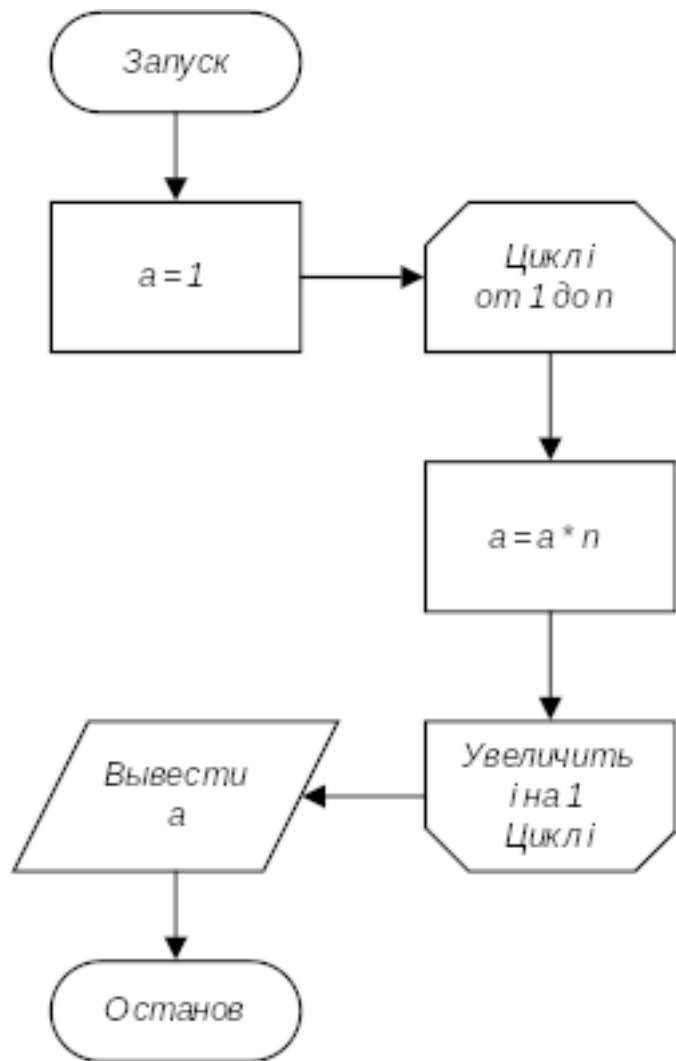 Запуск
a = 1
Цикл i
от 1 до n
a = a * n
Увеличить
i на 1
Цикл i
Вывести
a
Останов